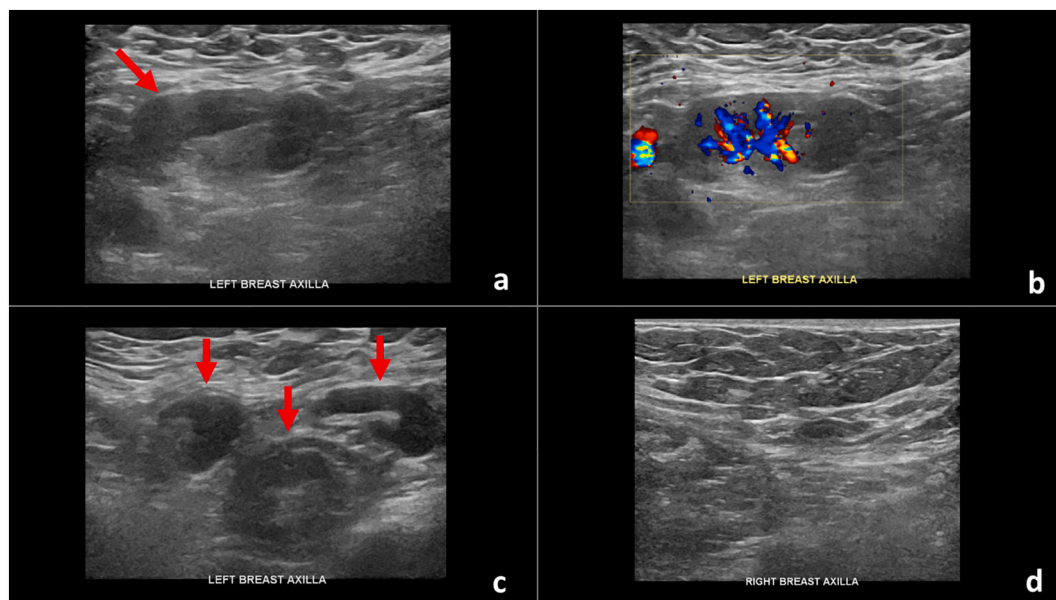 LEFT BREAST AXILLA
a
LEFT BREAST AXILLA
b
LEFT BREAST AXILLA
c
RIGHT BREAST AXILLA
d